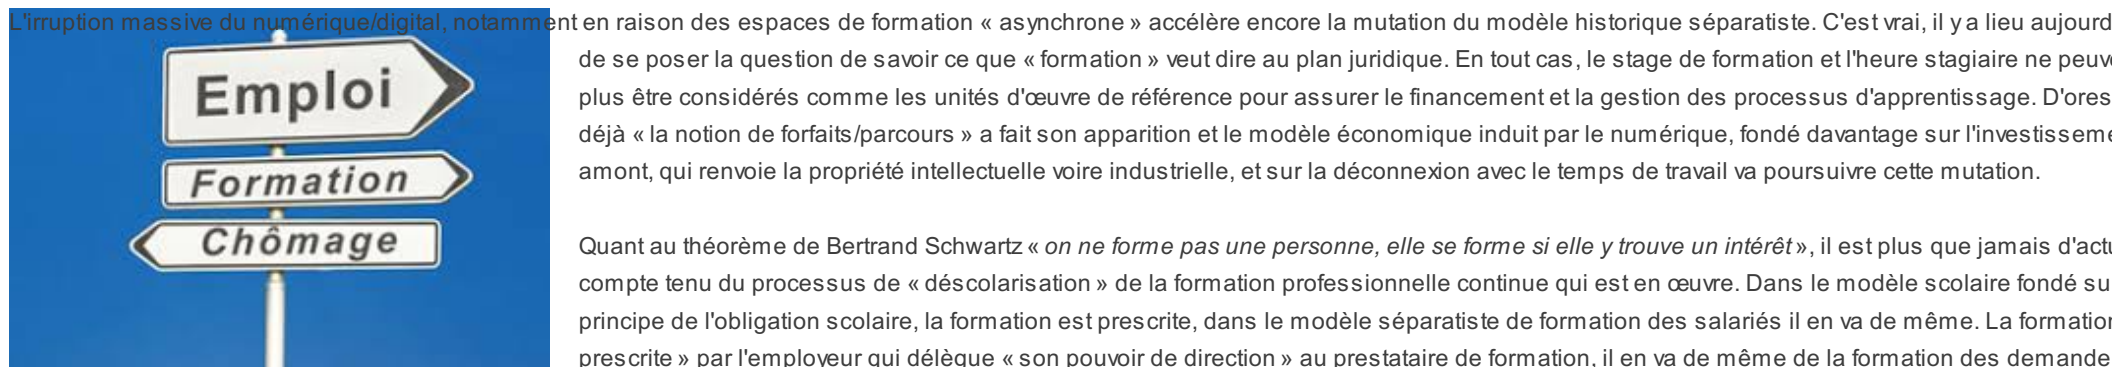 L'irruption massive du numérique/digital, notamment en raison des espaces de formation « asynchrone » accélère encore la mutation du modèle historique séparatiste. C'est vrai, il y a lieu aujourd
de se poser la question de savoir ce que « formation » veut dire au plan juridique. En tout cas, le stage de formation et l'heure stagiaire ne peuv
plus être considérés comme les unités d'œuvre de référence pour assurer le financement et la gestion des processus d'apprentissage. D'ores
déjà « la notion de forfaits/parcours » a fait son apparition et le modèle économique induit par le numérique, fondé davantage sur l'investisseme
amont, qui renvoie la propriété intellectuelle voire industrielle, et sur la déconnexion avec le temps de travail va poursuivre cette mutation.
Quant au théorème de Bertrand Schwartz « on ne forme pas une personne, elle se forme si elle y trouve un intérêt », il est plus que jamais d'actu
compte tenu du processus de « déscolarisation » de la formation professionnelle continue qui est en œuvre. Dans le modèle scolaire fondé su
principe de l'obligation scolaire, la formation est prescrite, dans le modèle séparatiste de formation des salariés il en va de même. La formation
prescrite » par l'employeur qui délègue « son pouvoir de direction » au prestataire de formation, il en va de même de la formation des demande
Emploi
Formation
Chômage